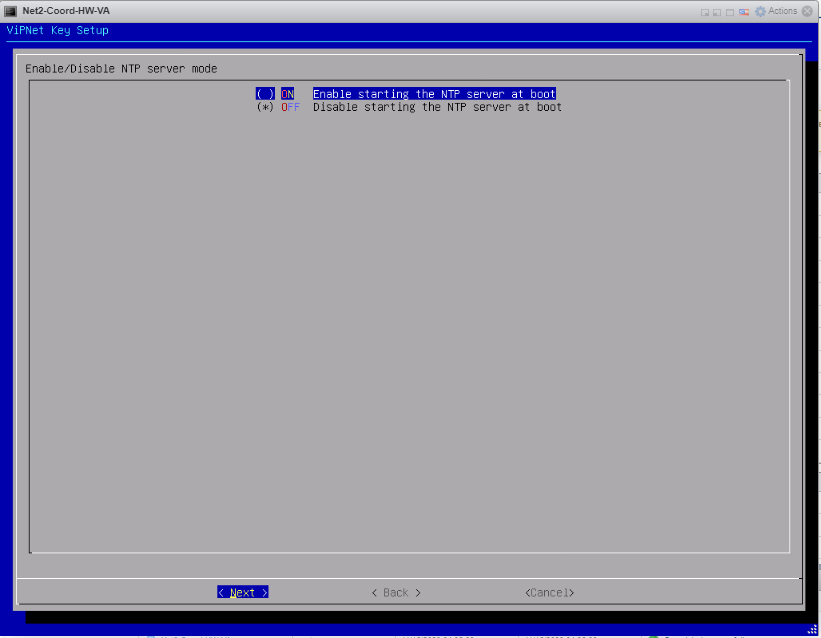 Net2-Coord-HW-VA
Actions
ViPNet Key Setup
Enable/Disable NTP server mode
( ) ON Enable starting the NTP server at boot
(*) OFF Disable starting the NTP server at boot
< Next > < Back > <Cancel>